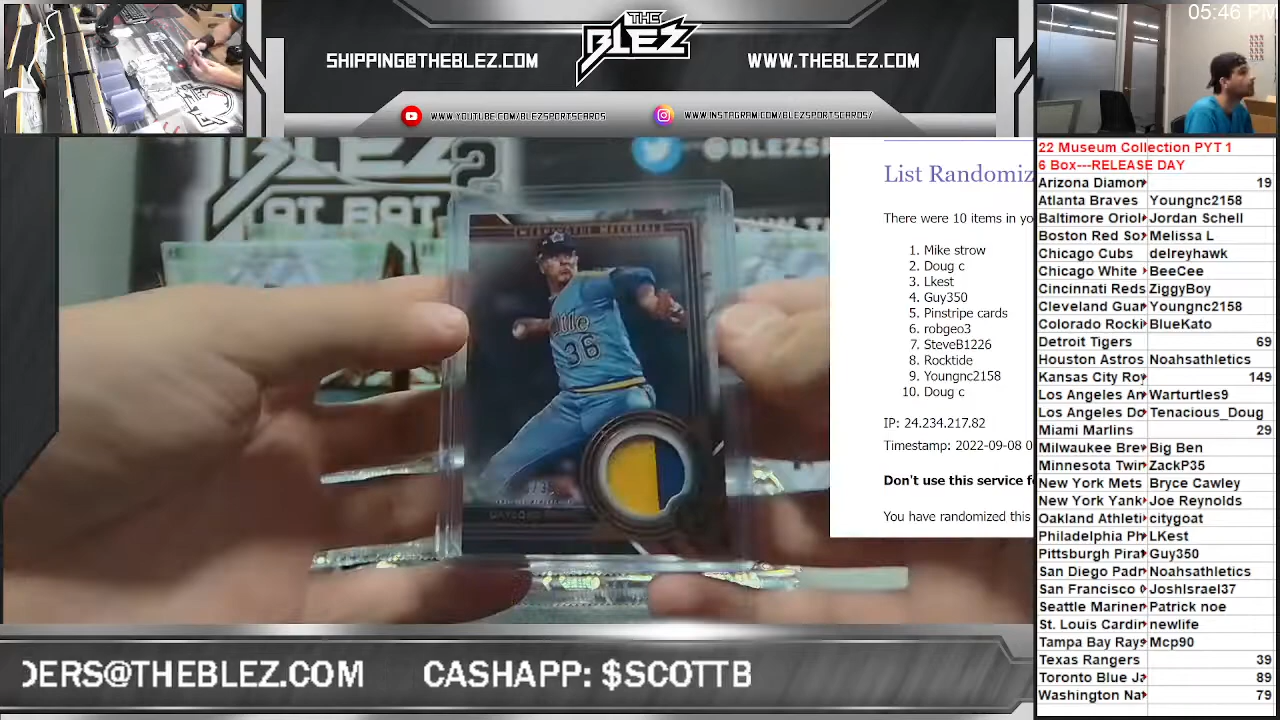 05:46 PM
THE
BLEZ
SHIPPING@THEBLEZ.COM
WWW.THEBLEZ.COM
WWW.YOUTUBE.COM/BLEZSPORTSCARDS
WWW.INSTAGRAM.COM/BLEZSPORTSCARDS/
@BLEZS
AT BAT
36
List Randomiz
There were 10 items in yo
1. Mike strow
2. Doug c
3. Lkest
4. Guy350
5. Pinstripe cards
6. robgeo3
7. SteveB1226
8. Rocktide
9. Youngnc2158
10. Doug c
IP: 24.234.217.82
Timestamp: 2022-09-08 0
Don't use this service f
You have randomized this
22 Museum Collection PYT 1
6 Box---RELEASE DAY
Arizona Diamon 19
Atlanta Braves Youngnc2158
Baltimore Oriol Jordan Schell
Boston Red So Melissa L
Chicago Cubs delreyhawk
Chicago White BeeCee
Cincinnati Reds ZiggyBoy
Cleveland Guar Youngnc2158
Colorado Rocki BlueKato
Detroit Tigers 69
Houston Astros Noahsathletics
Kansas City Roy 149
Los Angeles An Warturtles9
Los Angeles Do Tenacious_Doug
Miami Marlins 29
Milwaukee Bre Big Ben
Minnesota Twin ZackP35
New York Mets Bryce Cawley
New York Yank Joe Reynolds
Oakland Athleti citygoat
Philadelphia Ph LKest
Pittsburgh Pira Guy350
San Diego Padr Noahsathletics
San Francisco JoshIsrael37
Seattle Mariner Patrick noe
St. Louis Cardin newlife
Tampa Bay Ray Mcp90
Texas Rangers 39
Toronto Blue Ja 89
Washington Na 79
DERS@THEBLEZ.COM CASHAPP: $SCOTTB